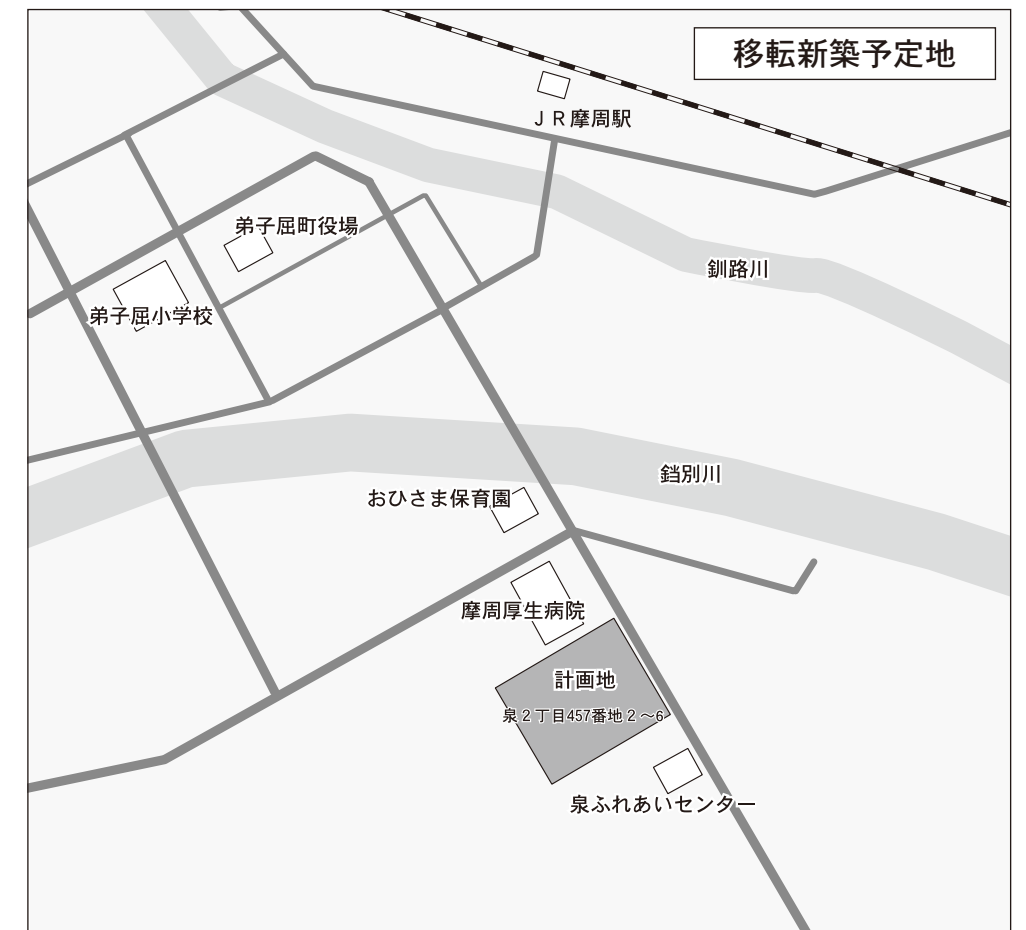 移転新築予定地
ＪＲ摩周駅
弟子屈町役場
釧路川
弟子屈小学校
鐺別川
おひさま保育園
摩周厚生病院
計画地
泉２丁目457番地２～6
泉ふれあいセンター